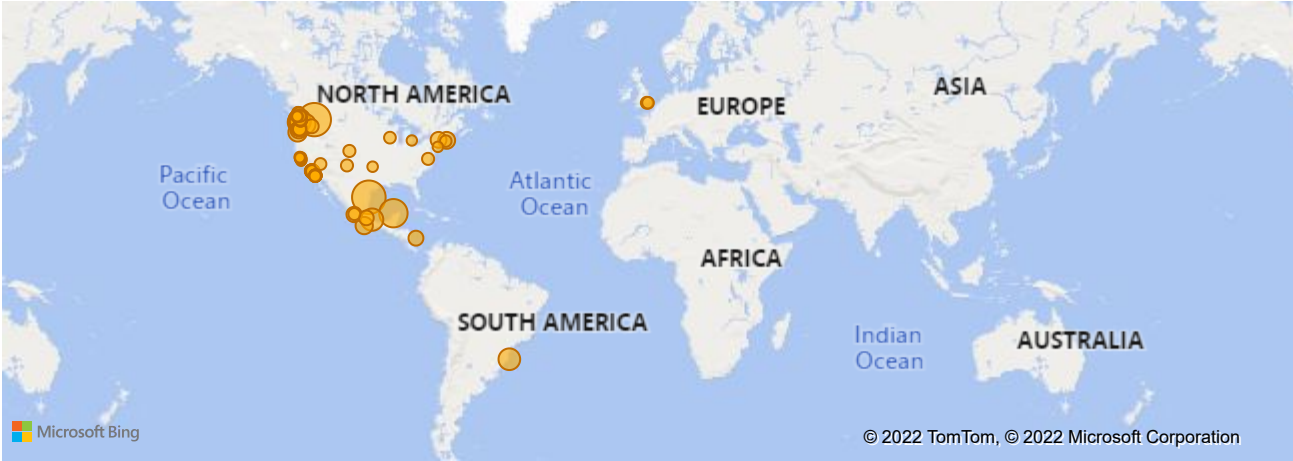 NORTH AMERICA
EUROPE
ASIA
Pacific
Ocean
Atlantic
Ocean
AFRICA
SOUTH AMERICA
Indian
Ocean
AUSTRALIA
Microsoft Bing
© 2022 TomTom, © 2022 Microsoft Corporation